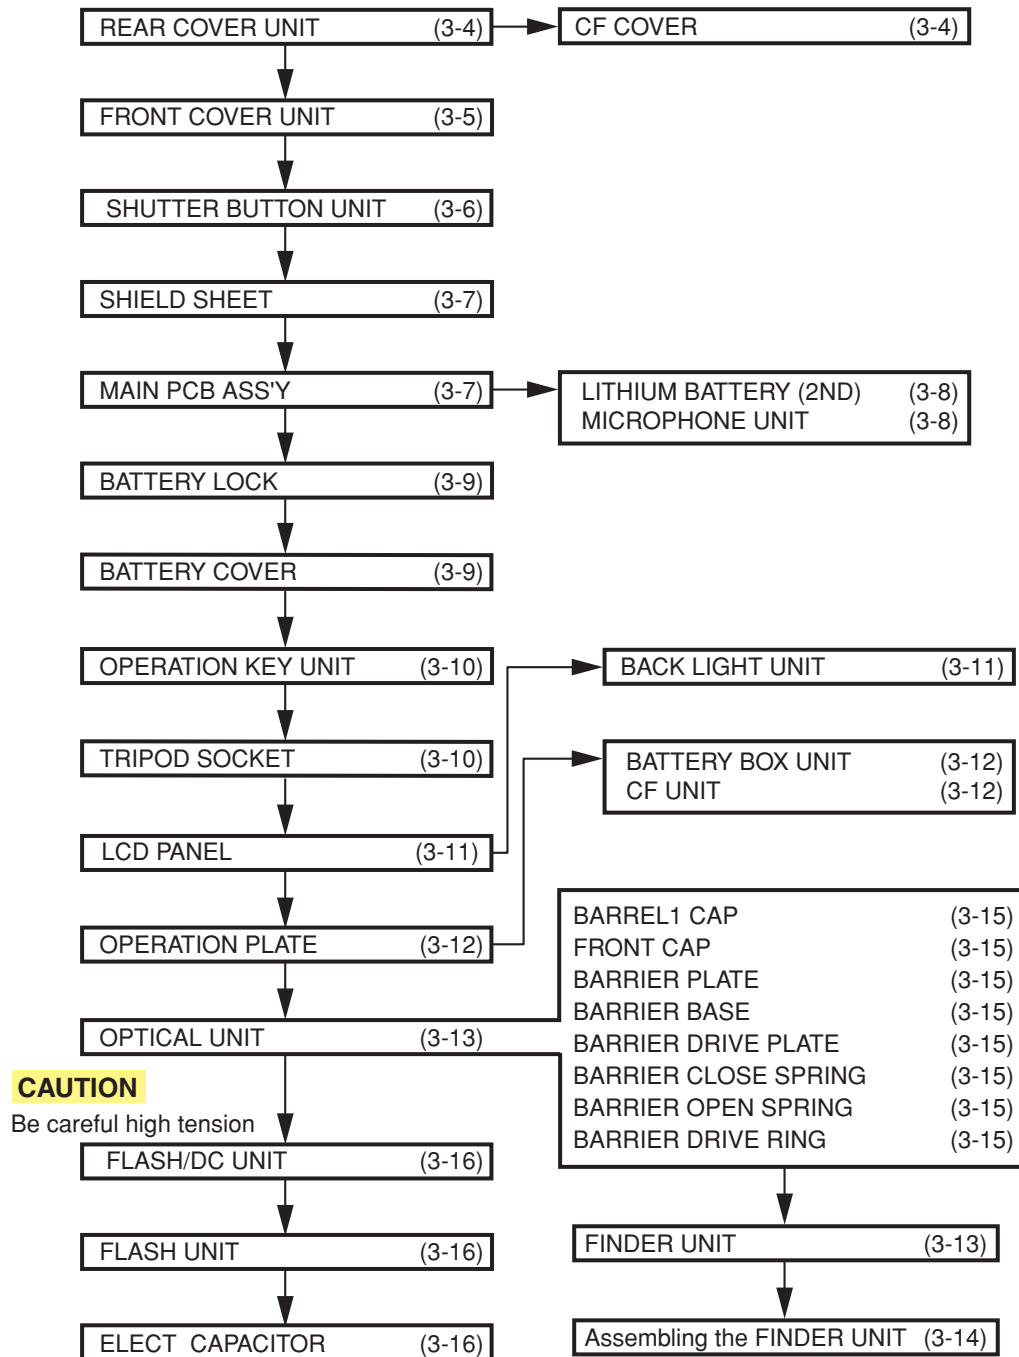 REAR COVER UNIT (3-4)
CF COVER (3-4)
FRONT COVER UNIT (3-5)
SHUTTER BUTTON UNIT (3-6)
SHIELD SHEET (3-7)
MAIN PCB ASS'Y (3-7)
LITHIUM BATTERY (2ND) (3-8)
MICROPHONE UNIT (3-8)
BATTERY LOCK (3-9)
BATTERY COVER (3-9)
OPERATION KEY UNIT (3-10)
BACK LIGHT UNIT (3-11)
TRIPOD SOCKET (3-10)
BATTERY BOX UNIT (3-12)
CF UNIT (3-12)
LCD PANEL (3-11)
OPERATION PLATE (3-12)
OPTICAL UNIT (3-13)
BARREL1 CAP (3-15)
FRONT CAP (3-15)
BARRIER PLATE (3-15)
BARRIER BASE (3-15)
BARRIER DRIVE PLATE (3-15)
BARRIER CLOSE SPRING (3-15)
BARRIER OPEN SPRING (3-15)
BARRIER DRIVE RING (3-15)
CAUTION
Be careful high tension
FLASH/DC UNIT (3-16)
FLASH UNIT (3-16)
FINDER UNIT (3-13)
ELECT CAPACITOR (3-16)
Assembling the FINDER UNIT (3-14)